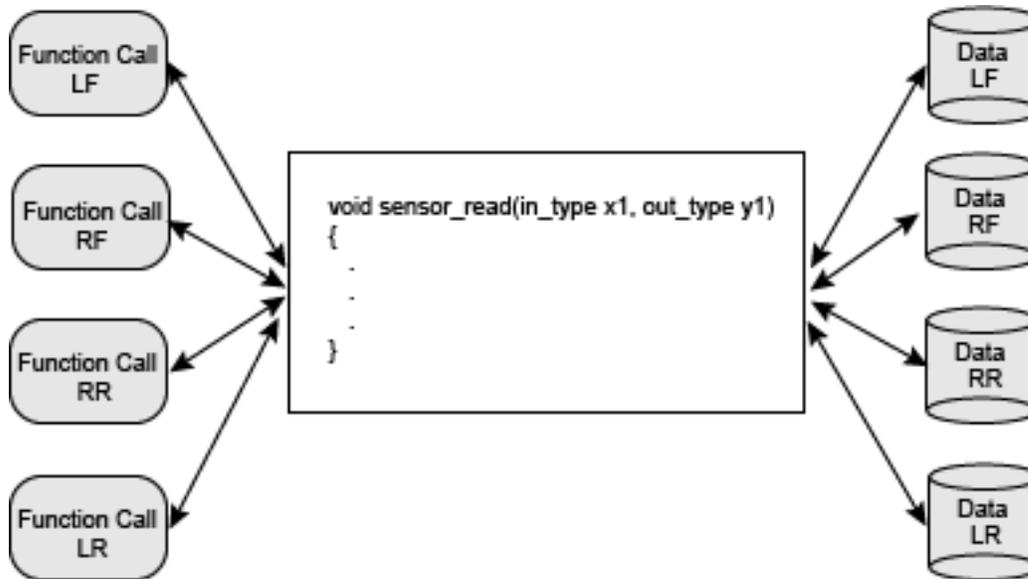 Function Call
LF
Function Call
RF
Function Call
RR
Function Call
LR
void sensor_read(in_type x1, out_type y1)
{
.
.
.
}
Data
LF
Data
RF
Data
RR
Data
LR